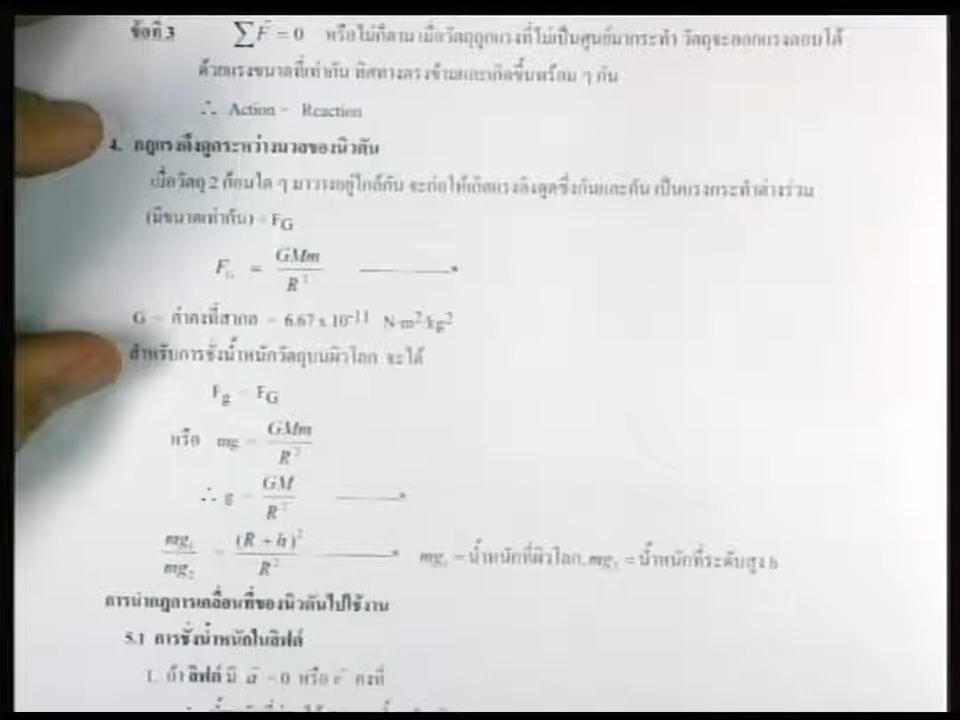 ข้อที่ 3 ∑F = 0 หรือไม่ก็ตาม เมื่อวัตถุถูกแรงที่ไม่เป็นศูนย์มากระทำ วัตถุจะออกแรงตอบโต้
ด้วยแรงขนาดที่เท่ากัน ทิศทางตรงข้ามและเกิดขึ้นพร้อม ๆ กัน
∴ Action = Reaction
4. กฎแรงดึงดูดระหว่างมวลของนิวตัน
เมื่อวัตถุ 2 ก้อนใด ๆ มาวางอยู่ใกล้กัน จะก่อให้เกิดแรงดึงดูดซึ่งกันและกัน เป็นแรงกระทำต่างร่วม
(มีขนาดเท่ากัน) = F_G
F_G = GMm / R²
G = ค่าคงที่สากล = 6.67 x 10⁻¹¹ N·m²/kg²
สำหรับการชั่งน้ำหนักวัตถุบนผิวโลก จะได้
F_g = F_G
หรือ mg = GMm / R²
∴ g = GM / R²
mg₁ / mg₂ = (R + h)² / R² mg₁ = น้ำหนักที่ผิวโลก, mg₂ = น้ำหนักที่ระดับสูง h
การนำกฎการเคลื่อนที่ของนิวตันไปใช้งาน
5.1 การชั่งน้ำหนักในลิฟต์
1. ถ้าลิฟต์ มี a = 0 หรือ v คงที่